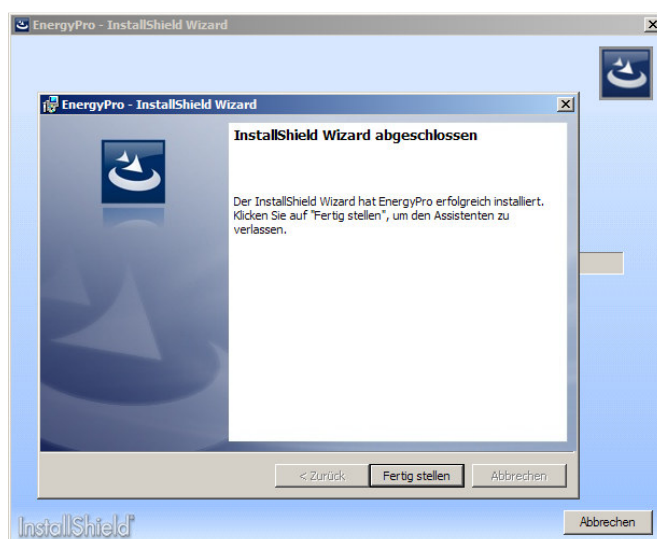 EnergyPro - InstallShield Wizard
EnergyPro - InstallShield Wizard
InstallShield Wizard abgeschlossen
Der InstallShield Wizard hat EnergyPro erfolgreich installiert.
Klicken Sie auf "Fertig stellen", um den Assistenten zu
verlassen.
< Zurück
Fertig stellen
Abbrechen
InstallShield
Abbrechen